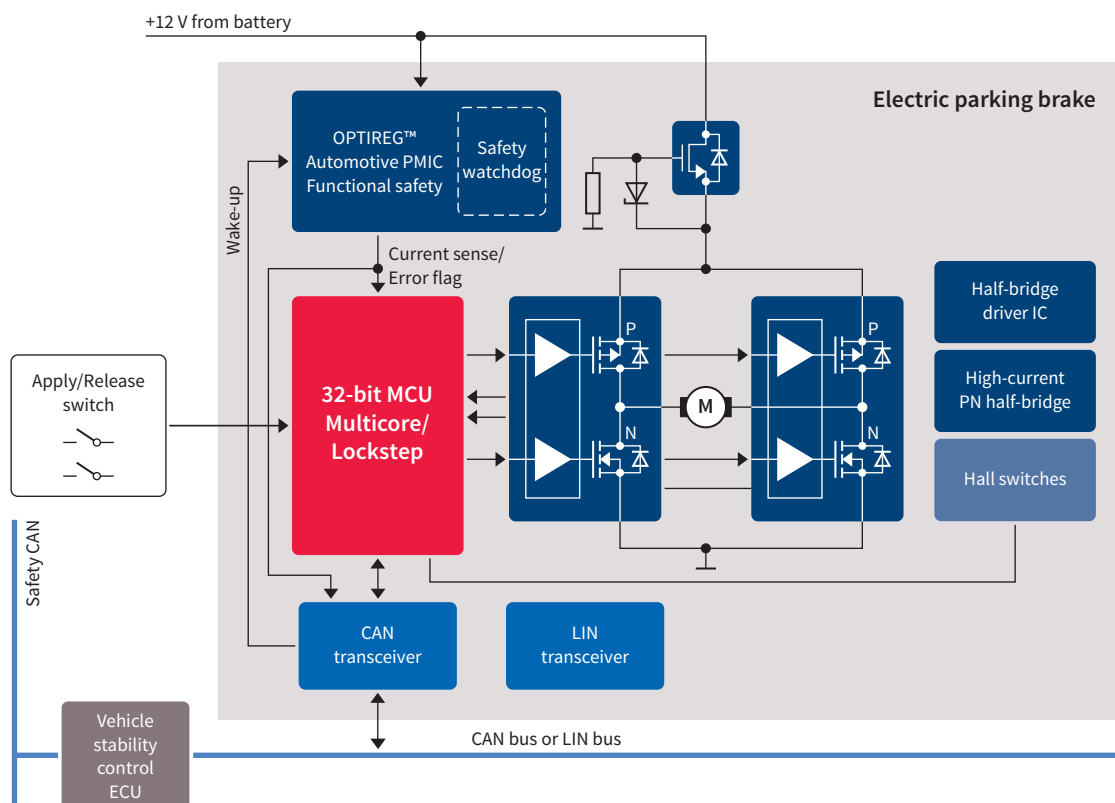 +12 V from battery
Electric parking brake
OPTIREG™
Automotive PMIC
Functional safety
Safety
watchdog
Wake-up
Current sense/
Error flag
Apply/Release
switch
32-bit MCU
Multicore/
Lockstep
P
N
M
P
N
Half-bridge
driver IC
High-current
PN half-bridge
Hall switches
Safety CAN
CAN
transceiver
LIN
transceiver
Vehicle
stability
control
ECU
CAN bus or LIN bus